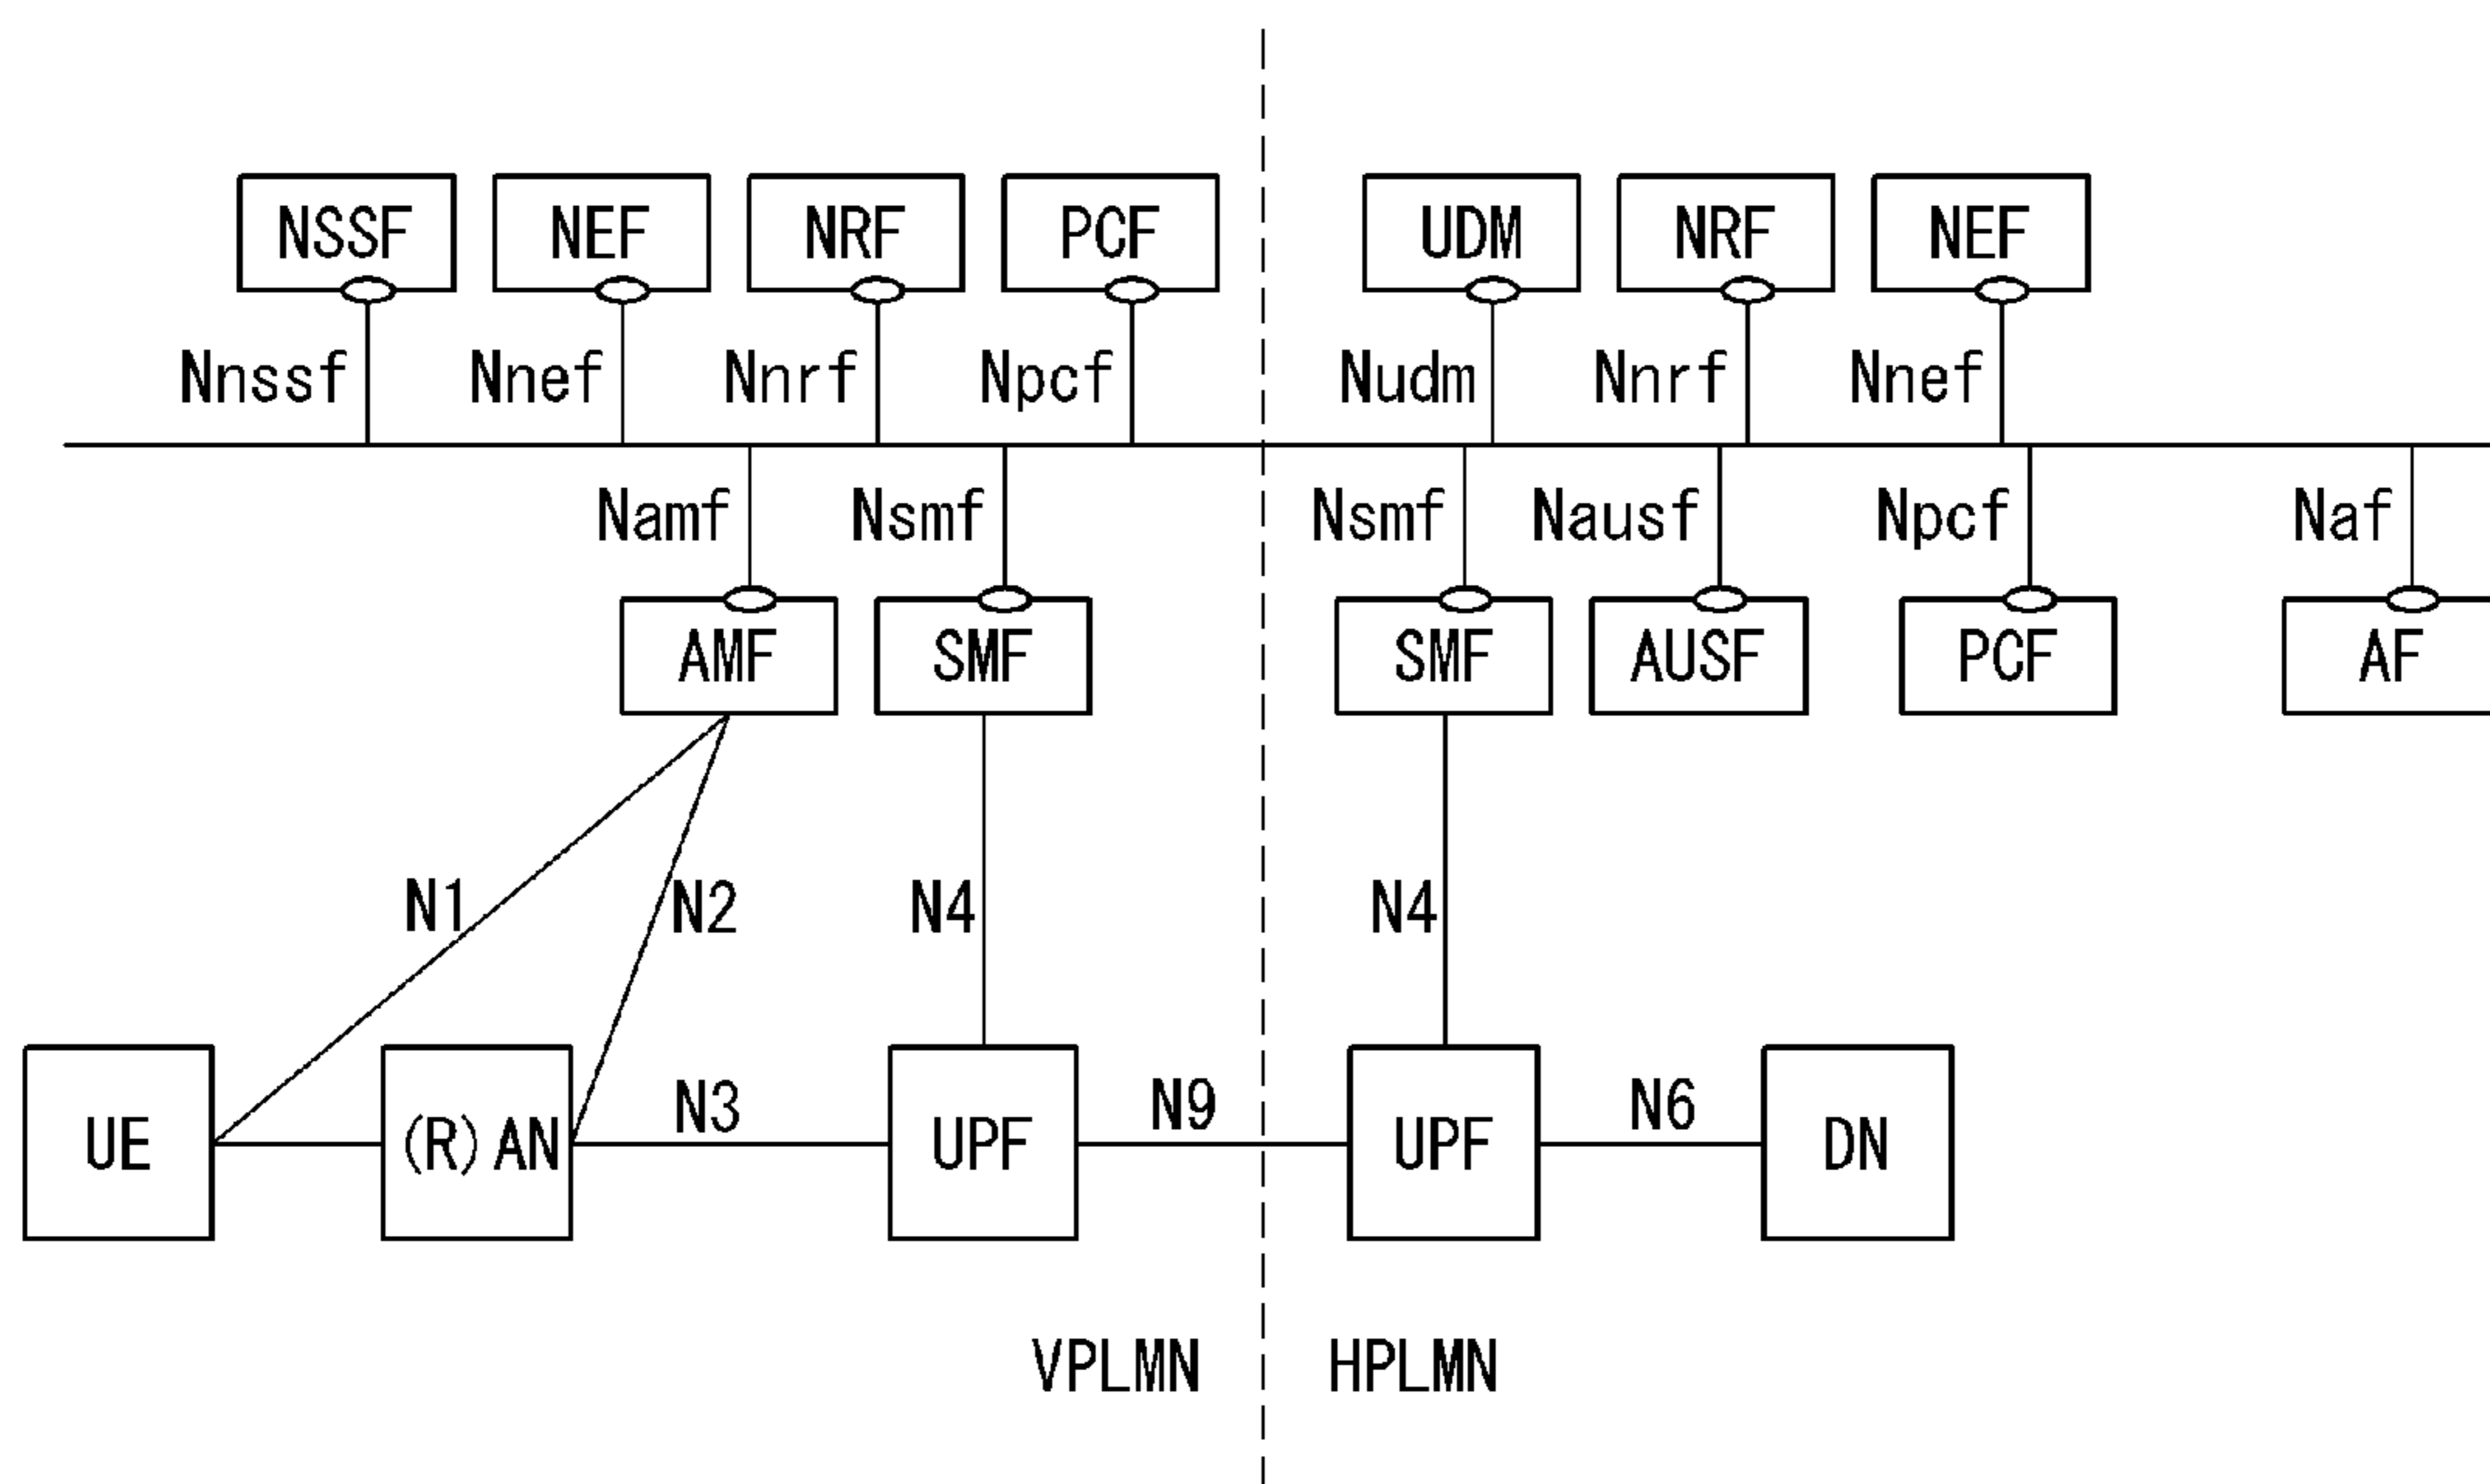 NSSF NEF NRF PCF UDM NRF NEF
Nnssf Nnef Nnrf Npcf Nudm Nnrf Nnef
Namf Nsmf Nsmf Nausf Npcf Naf
AMF SMF SMF AUSF PCF AF
N1 N2 N4 N4
N3 N9 N6
UE (R)AN UPF UPF DN
VPLMN HPLMN